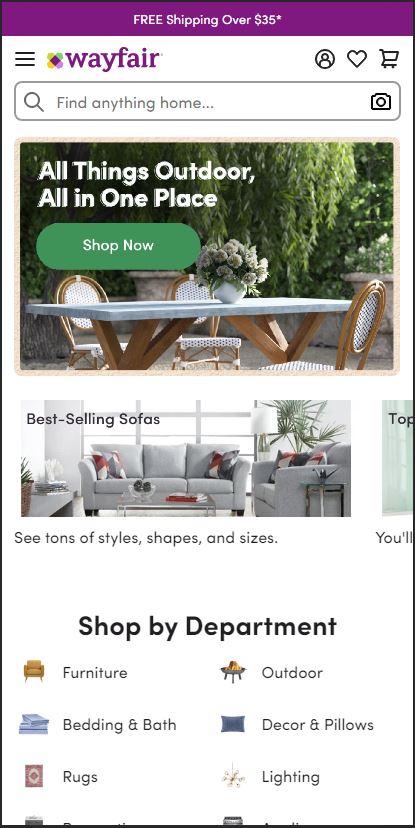 FREE Shipping Over $35*
wayfair
Find anything home...
All Things Outdoor,
All in One Place
Shop Now
Best-Selling Sofas
Top
See tons of styles, shapes, and sizes.
You'll
Shop by Department
Furniture
Outdoor
Bedding & Bath
Decor & Pillows
Rugs
Lighting